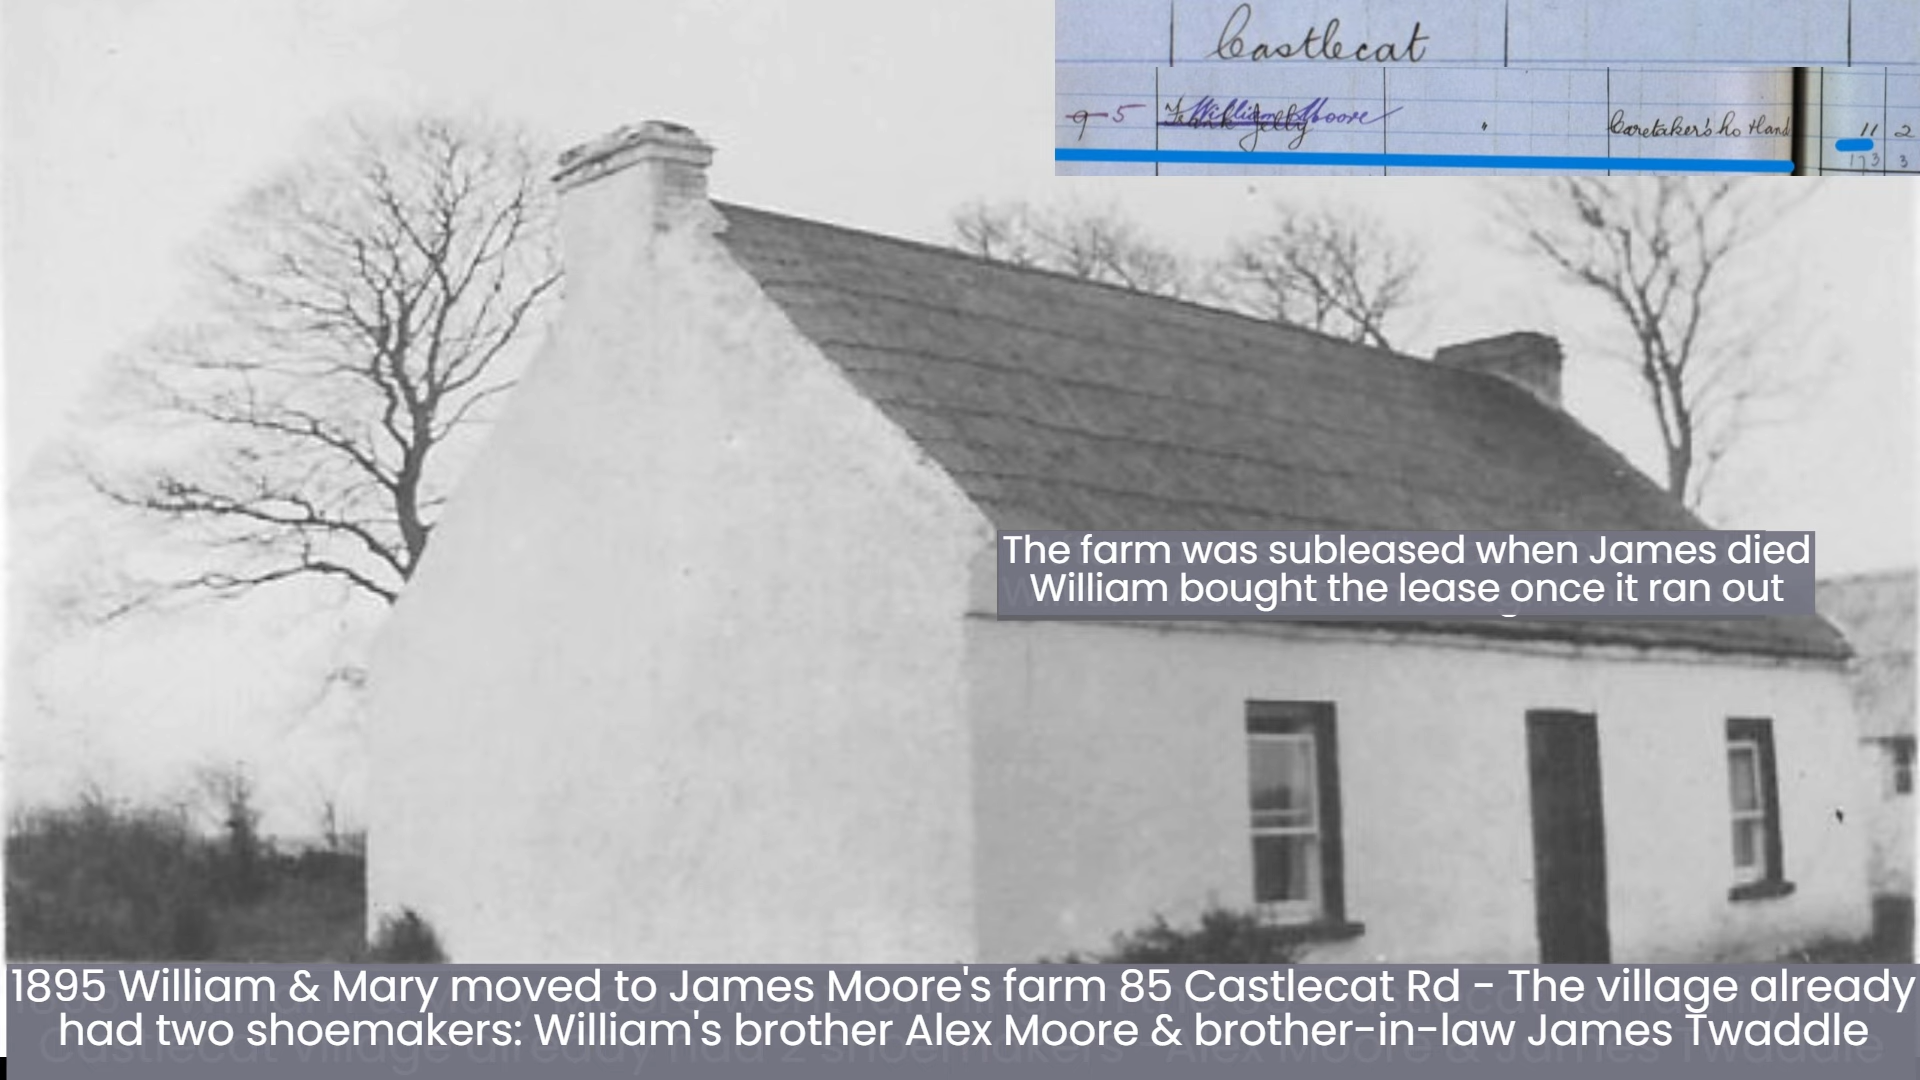 Castlecat
9 5 William Moore " Caretaker's ho & land 11 2
173 3
The farm was subleased when James died
William bought the lease once it ran out
1895 William & Mary moved to James Moore's farm 85 Castlecat Rd - The village already
had two shoemakers: William's brother Alex Moore & brother-in-law James Twaddle